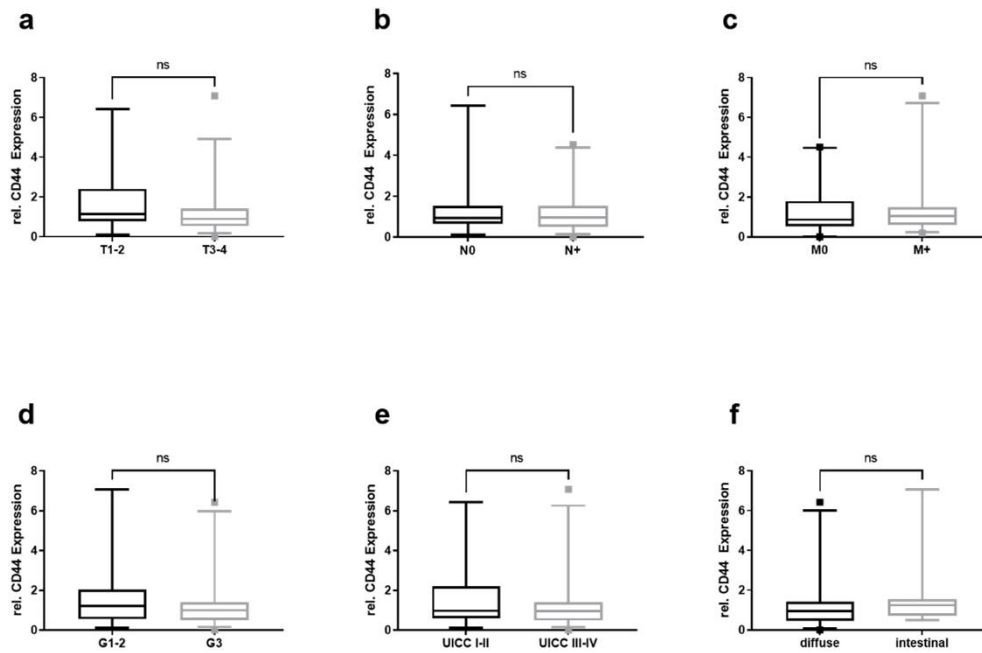 a
ns
rel. CD44 Expression
8
6
4
2
0
T1-2 T3-4
b
ns
rel. CD44 Expression
8
6
4
2
0
N0 N+
c
ns
rel. CD44 Expression
8
6
4
2
0
M0 M+
d
ns
rel. CD44 Expression
8
6
4
2
0
G1-2 G3
e
ns
rel. CD44 Expression
8
6
4
2
0
UICC I-II UICC III-IV
f
ns
rel. CD44 Expression
8
6
4
2
0
diffuse intestinal